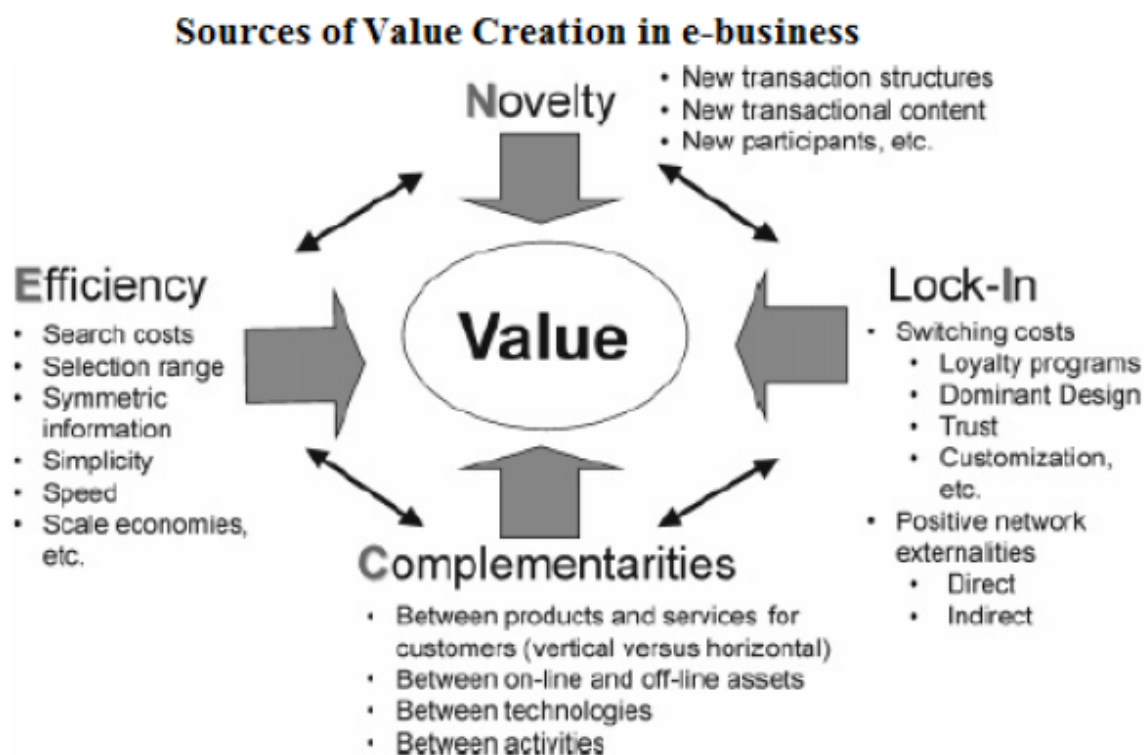 Sources of Value Creation in e-business
Novelty
• New transaction structures
• New transactional content
• New participants, etc.
Efficiency
• Search costs
• Selection range
• Symmetric
information
• Simplicity
• Speed
• Scale economies,
etc.
Value
Lock-In
• Switching costs
• Loyalty programs
• Dominant Design
• Trust
• Customization,
etc.
• Positive network
externalities
• Direct
• Indirect
Complementarities
• Between products and services for
customers (vertical versus horizontal)
• Between on-line and off-line assets
• Between technologies
• Between activities